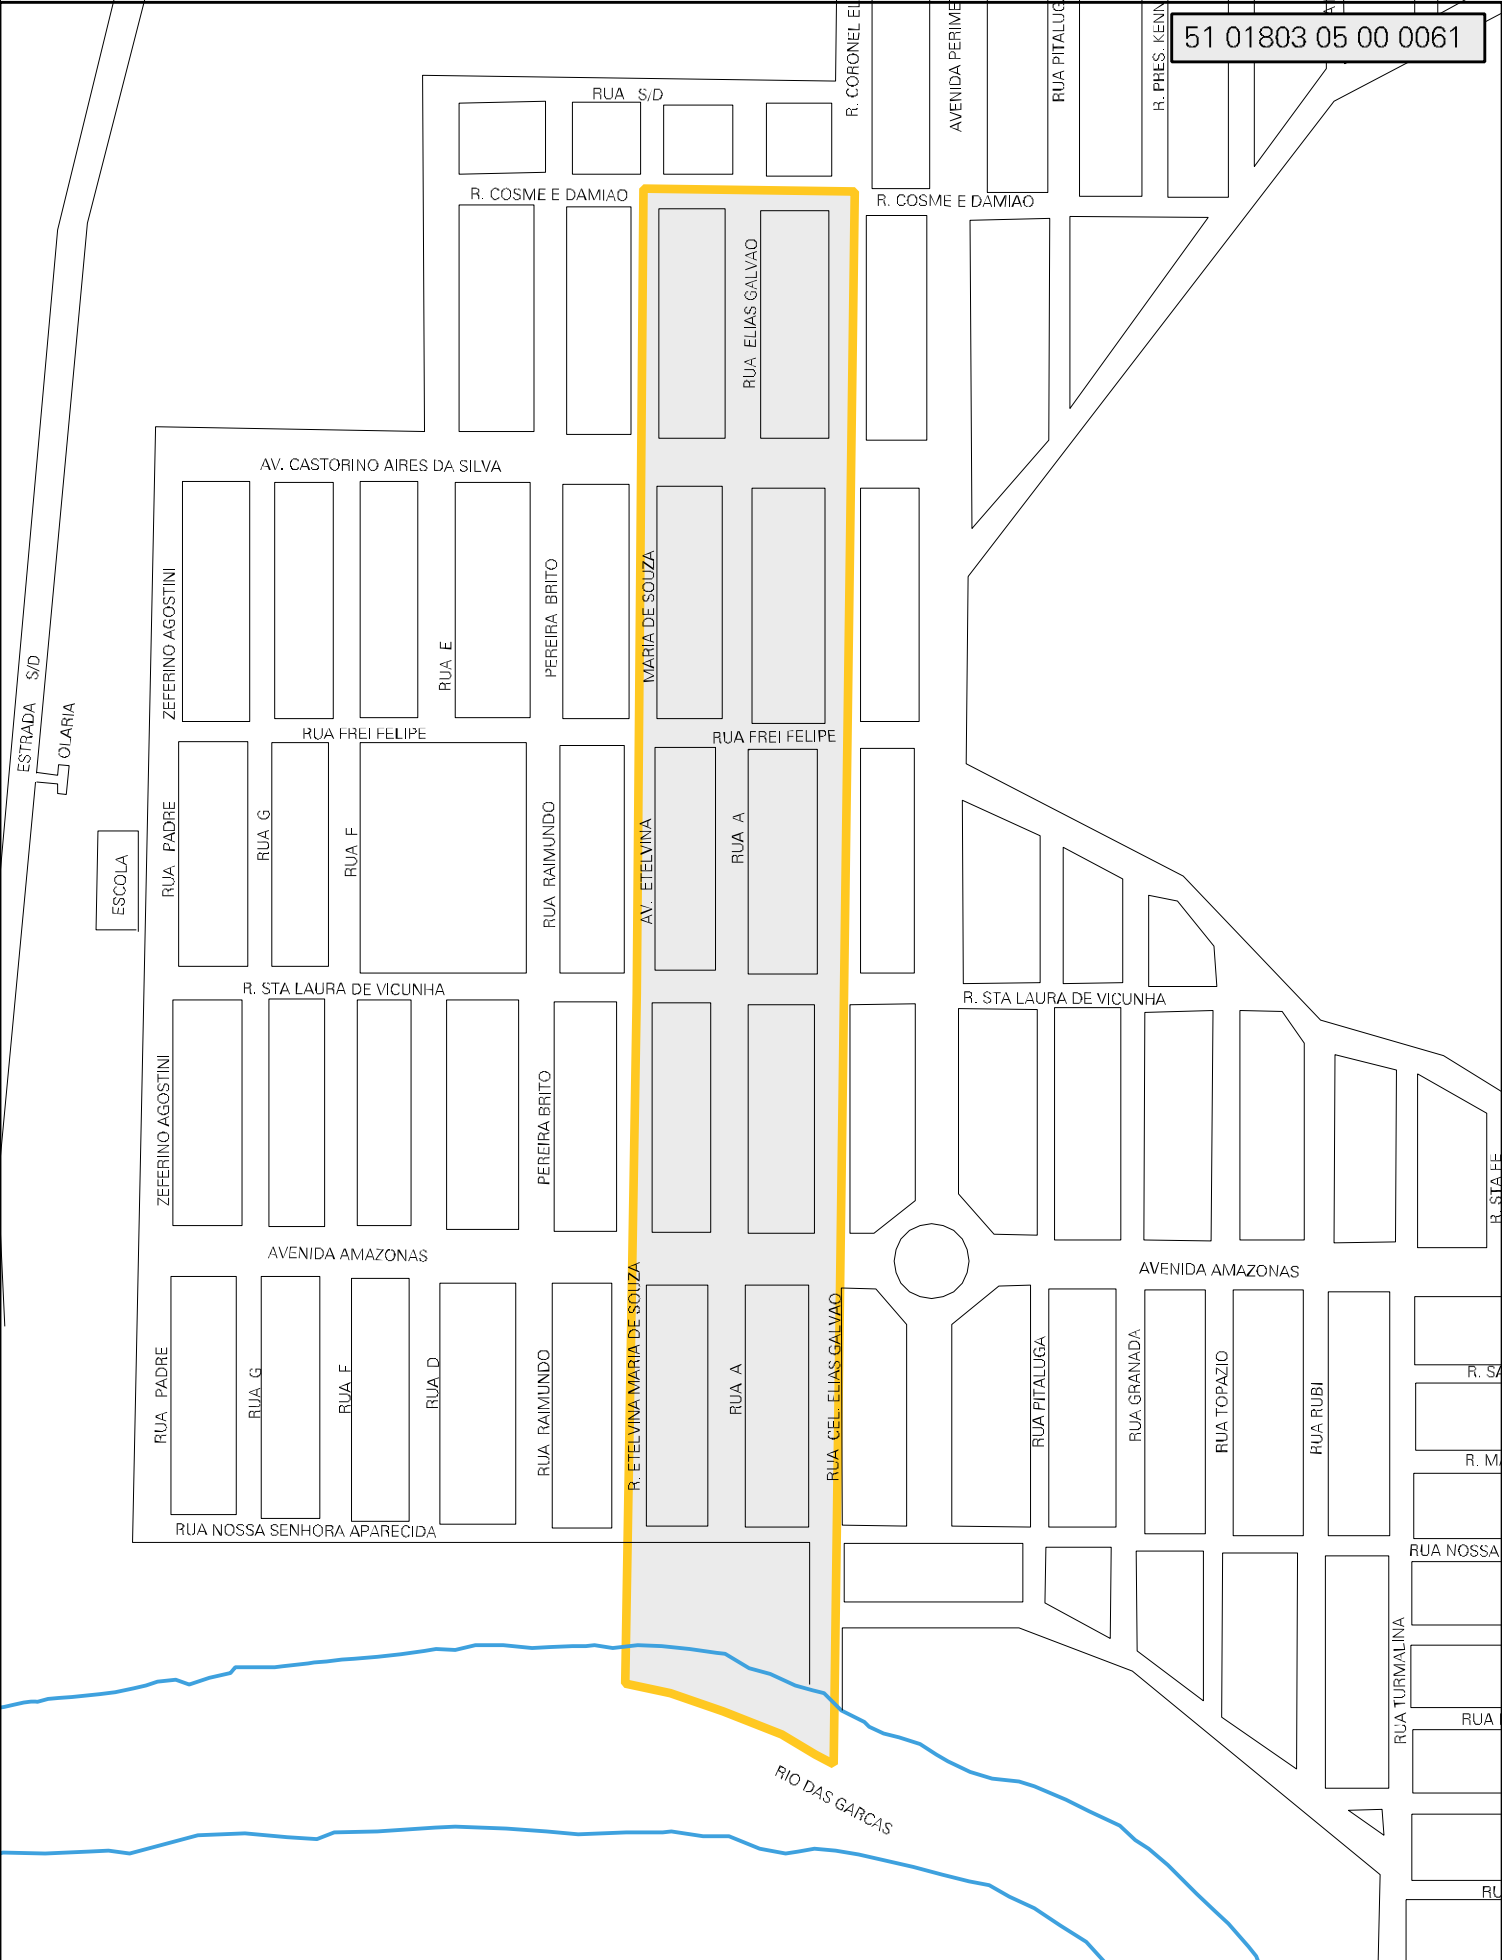 51 01803 05 00 0061
R. CORONEL EL
AVENIDA PERIME
RUA PITALUG
R. PRES. KENN
RUA S/D
R. COSME E DAMIAO
R. COSME E DAMIAO
RUA ELIAS GALVAO
AV. CASTORINO AIRES DA SILVA
ZEFERINO AGOSTINI
RUA E
PEREIRA BRITO
MARIA DE SOUZA
ESTRADA S/D
OLARIA
RUA FREI FELIPE
RUA FREI FELIPE
ESCOLA
RUA PADRE
RUA G
RUA F
RUA RAIMUNDO
AV. ETELVINA
RUA A
R. STA LAURA DE VICUNHA
R. STA LAURA DE VICUNHA
ZEFERINO AGOSTINI
PEREIRA BRITO
R. STA FE
AVENIDA AMAZONAS
AVENIDA AMAZONAS
RUA PADRE
RUA G
RUA F
RUA D
RUA RAIMUNDO
R. ETELVINA MARIA DE SOUZA
RUA A
RUA CEL. ELIAS GALVAO
RUA PITALUGA
RUA GRANADA
RUA TOPAZIO
RUA RUBI
R. SA
R. MA
RUA NOSSA SENHORA APARECIDA
RUA NOSSA
RUA TURMALINA
RUA
RIO DAS GARCAS
RU